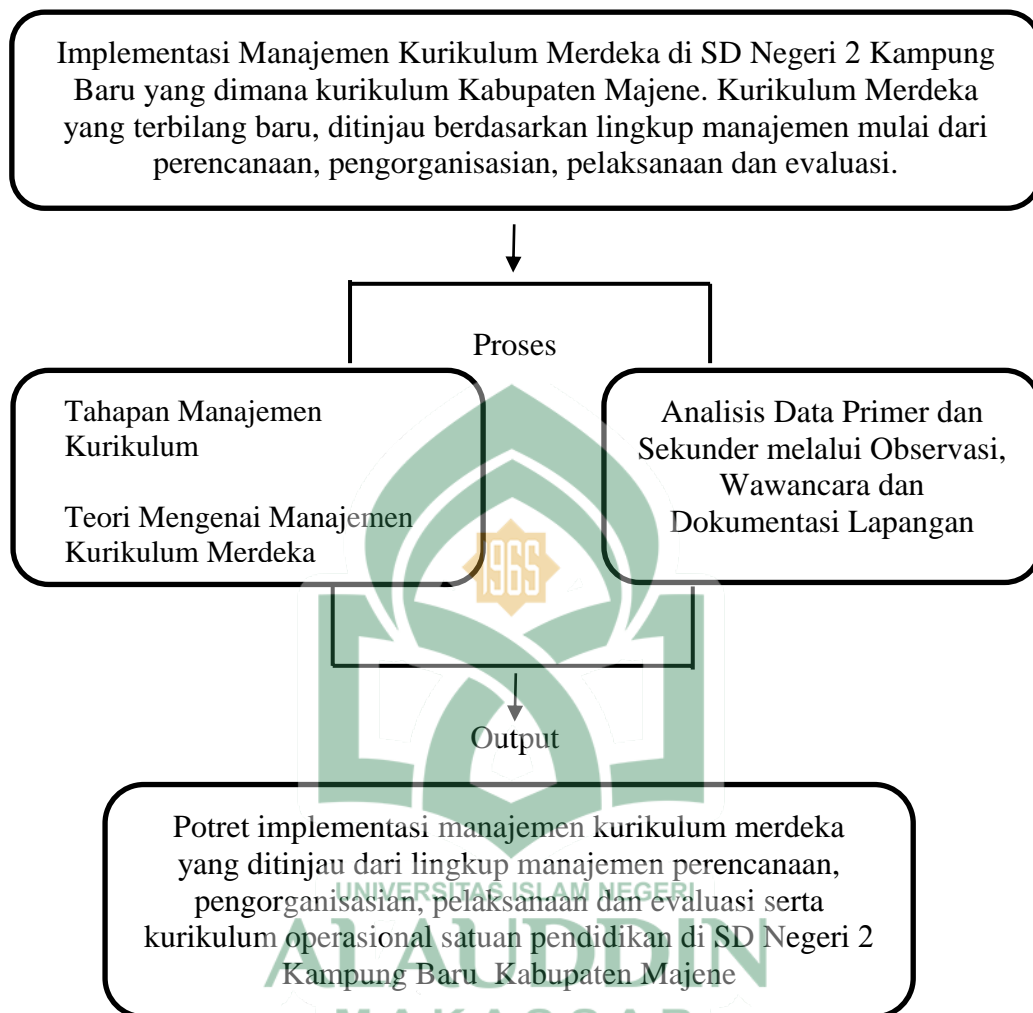 Implementasi Manajemen Kurikulum Merdeka di SD Negeri 2 Kampung
Baru yang dimana kurikulum Kabupaten Majene. Kurikulum Merdeka
yang terbilang baru, ditinjau berdasarkan lingkup manajemen mulai dari
perencanaan, pengorganisasian, pelaksanaan dan evaluasi.
Proses
Tahapan Manajemen
Kurikulum
Teori Mengenai Manajemen
Kurikulum Merdeka
Analisis Data Primer dan
Sekunder melalui Observasi,
Wawancara dan
Dokumentasi Lapangan
1965
Output
Potret implementasi manajemen kurikulum merdeka
yang ditinjau dari lingkup manajemen perencanaan,
pengorganisasian, pelaksanaan dan evaluasi serta
kurikulum operasional satuan pendidikan di SD Negeri 2
Kampung Baru Kabupaten Majene
UNIVERSITAS ISLAM NEGERI
ALAUDDIN
MAKASSAR